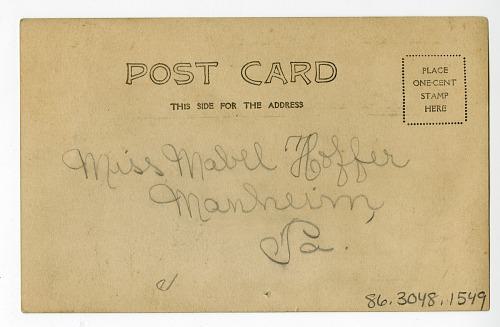 POST CARD
THIS SIDE FOR THE ADDRESS
PLACE
ONE-CENT
STAMP
HERE
Miss Mabel Hoffer
Manheim,
Pa.
86.3048.1549